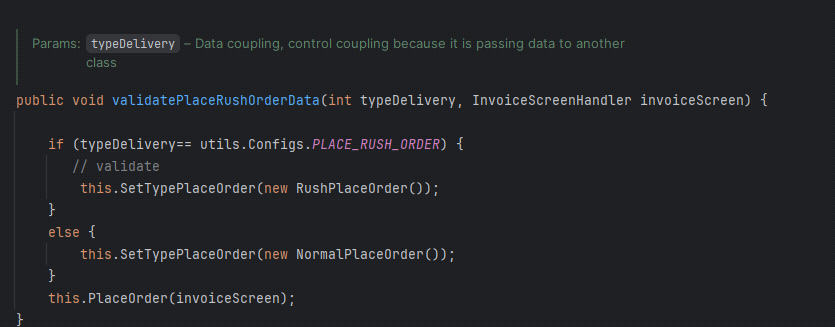 Params: typeDelivery – Data coupling, control coupling because it is passing data to another
class
public void validatePlaceRushOrderData(int typeDelivery, InvoiceScreenHandler invoiceScreen) {
if (typeDelivery== utils.Configs.PLACE_RUSH_ORDER) {
// validate
this.SetTypePlaceOrder(new RushPlaceOrder());
}
else {
this.SetTypePlaceOrder(new NormalPlaceOrder());
}
this.PlaceOrder(invoiceScreen);
}